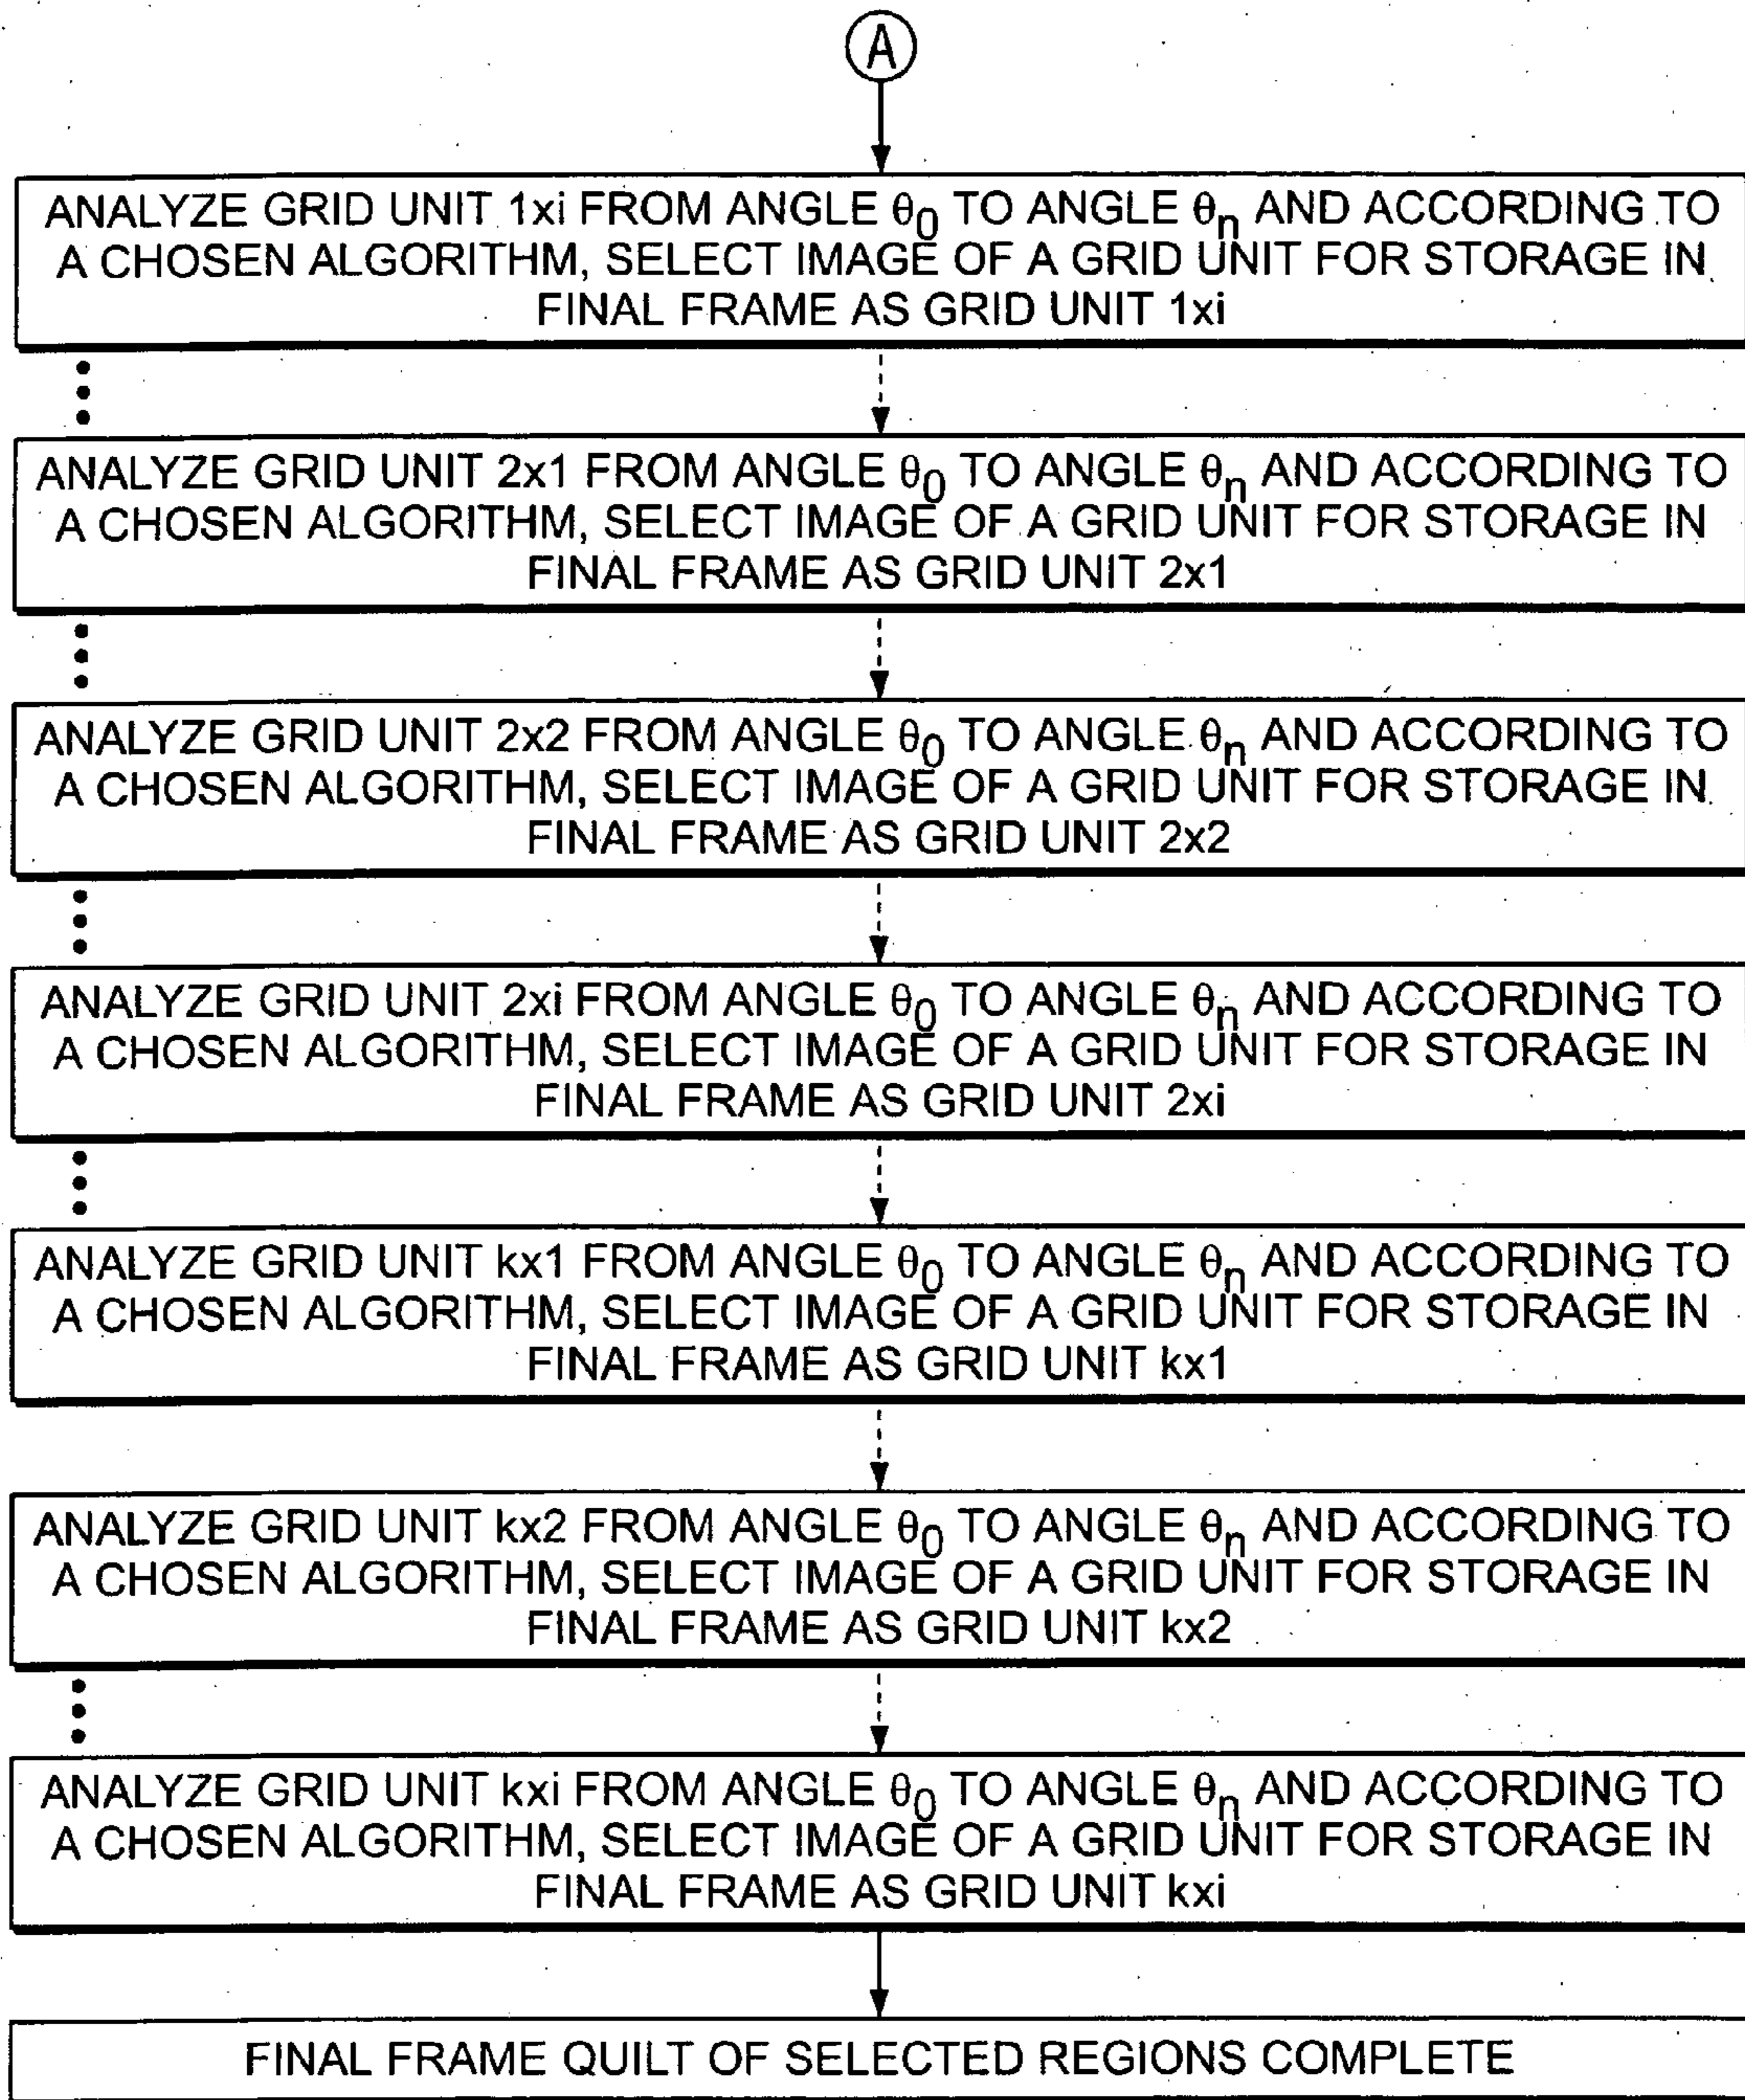 A
ANALYZE GRID UNIT 1xi FROM ANGLE θ0 TO ANGLE θn AND ACCORDING TO
A CHOSEN ALGORITHM, SELECT IMAGE OF A GRID UNIT FOR STORAGE IN
FINAL FRAME AS GRID UNIT 1xi
ANALYZE GRID UNIT 2x1 FROM ANGLE θ0 TO ANGLE θn AND ACCORDING TO
A CHOSEN ALGORITHM, SELECT IMAGE OF A GRID UNIT FOR STORAGE IN
FINAL FRAME AS GRID UNIT 2x1
ANALYZE GRID UNIT 2x2 FROM ANGLE θ0 TO ANGLE θn AND ACCORDING TO
A CHOSEN ALGORITHM, SELECT IMAGE OF A GRID UNIT FOR STORAGE IN
FINAL FRAME AS GRID UNIT 2x2
ANALYZE GRID UNIT 2xi FROM ANGLE θ0 TO ANGLE θn AND ACCORDING TO
A CHOSEN ALGORITHM, SELECT IMAGE OF A GRID UNIT FOR STORAGE IN
FINAL FRAME AS GRID UNIT 2xi
ANALYZE GRID UNIT kx1 FROM ANGLE θ0 TO ANGLE θn AND ACCORDING TO
A CHOSEN ALGORITHM, SELECT IMAGE OF A GRID UNIT FOR STORAGE IN
FINAL FRAME AS GRID UNIT kx1
ANALYZE GRID UNIT kx2 FROM ANGLE θ0 TO ANGLE θn AND ACCORDING TO
A CHOSEN ALGORITHM, SELECT IMAGE OF A GRID UNIT FOR STORAGE IN
FINAL FRAME AS GRID UNIT kx2
ANALYZE GRID UNIT kxi FROM ANGLE θ0 TO ANGLE θn AND ACCORDING TO
A CHOSEN ALGORITHM, SELECT IMAGE OF A GRID UNIT FOR STORAGE IN
FINAL FRAME AS GRID UNIT kxi
FINAL FRAME QUILT OF SELECTED REGIONS COMPLETE